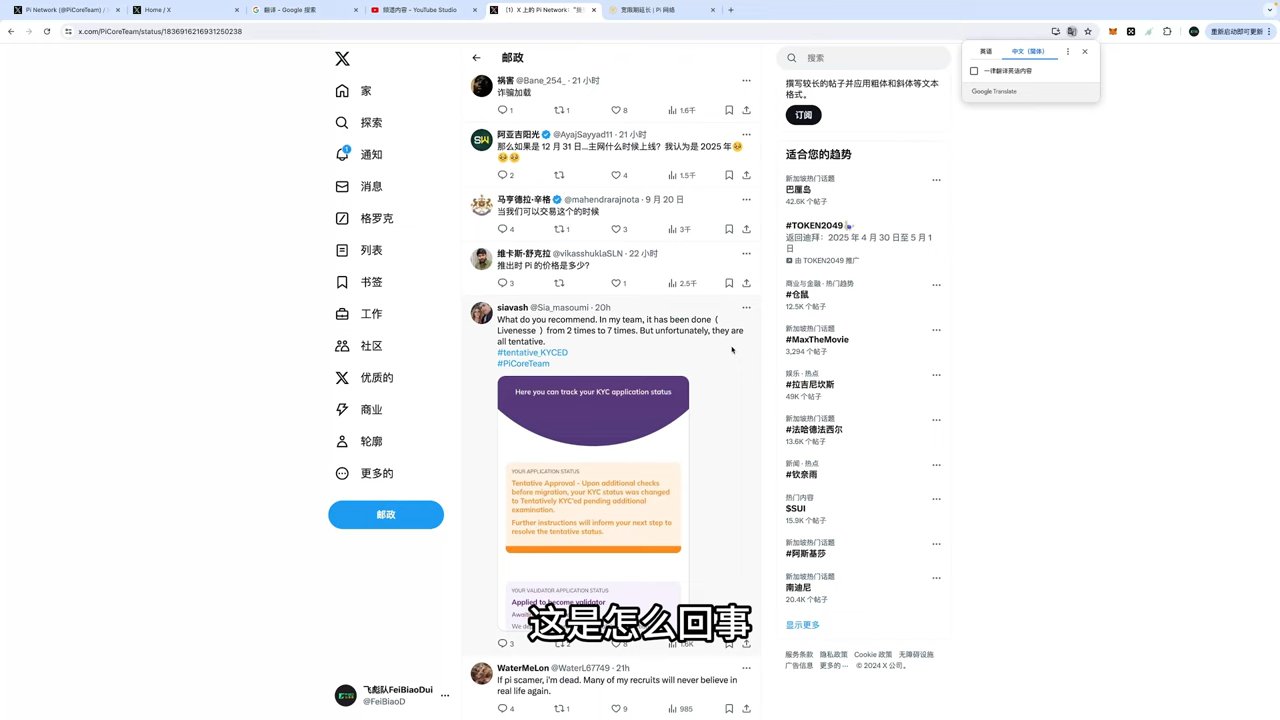 Pi Network (@PiCoreTeam) /
Home / X
翻译 - Google 搜索
频道内容 - YouTube Studio
（1）X 上的 Pi Network：“宽
宽限期延长 | Pi 网络
x.com/PiCoreTeam/status/1836916216931250238
重新启动即可更新
英语
中文（简体）
一律翻译英语内容
Google Translate
家
探索
1
通知
消息
格罗克
列表
书签
工作
社区
优质的
商业
轮廓
更多的
邮政
飞彪队FeiBiaoDui
@FeiBiaoD
邮政
祸害 @Bane_254_ · 21 小时
诈骗加载
1 1 8 1.6千
阿亚吉阳光 @AyajSayyad11 · 21 小时
那么如果是 12 月 31 日...主网什么时候上线？我认为是 2025 年🥺
🥺🥺
2 4 1.5千
马亨德拉·辛格 @mahendrarajnota · 9 月 20 日
当我们可以交易这个的时候
4 1 3 3千
维卡斯·舒克拉 @vikasshuklaSLN · 22 小时
推出时 Pi 的价格是多少？
3 1 2.5千
siavash @Sia_masoumi · 20h
What do you recommend. In my team, it has been done (
Livenesse ) from 2 times to 7 times. But unfortunately, they are
all tentative.
#tentative_KYCED
#PiCoreTeam
Here you can track your KYC application status
YOUR APPLICATION STATUS
Tentative Approval - Upon additional checks
before migration, your KYC status was changed
to Tentatively KYC'ed pending additional
examination.
Further instructions will inform your next step to
resolve the tentative status.
YOUR VALIDATOR APPLICATION STATUS
Applied to become validator
这是怎么回事
3 2 8 1.6K
WaterMeLon @WaterL67749 · 21h
If pi scamer, i'm dead. Many of my recruits will never believe in
real life again.
4 1 9 985
搜索
撰写较长的帖子并应用粗体和斜体等文本
格式。
订阅
适合您的趋势
新加坡热门话题
巴厘岛
42.6K 个帖子
#TOKEN2049
返回迪拜：2025 年 4 月 30 日至 5 月 1
日
由 TOKEN2049 推广
商业与金融 · 热门趋势
#仓鼠
12.5K 个帖子
新加坡热门话题
#MaxTheMovie
3,294 个帖子
娱乐 · 热点
#拉吉尼坎斯
49K 个帖子
新加坡热门话题
#法哈德法西尔
13.6K 个帖子
新闻 · 热点
#钦奈雨
热门内容
$SUI
15.9K 个帖子
新加坡热门话题
#阿斯基莎
新加坡热门话题
南迪尼
20.4K 个帖子
显示更多
服务条款 隐私政策 Cookie 政策 无障碍设施
广告信息 更多的 ··· © 2024 X 公司。